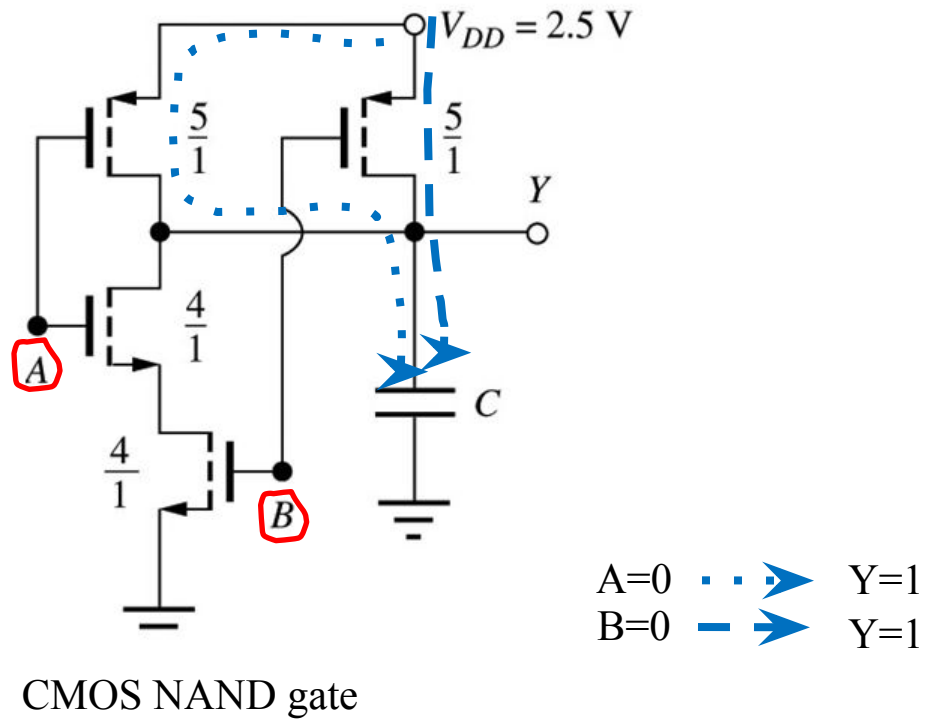 V_DD = 2.5 V
5/1
5/1
Y
4/1
A
C
4/1
B
A=0 Y=1
B=0 Y=1
CMOS NAND gate